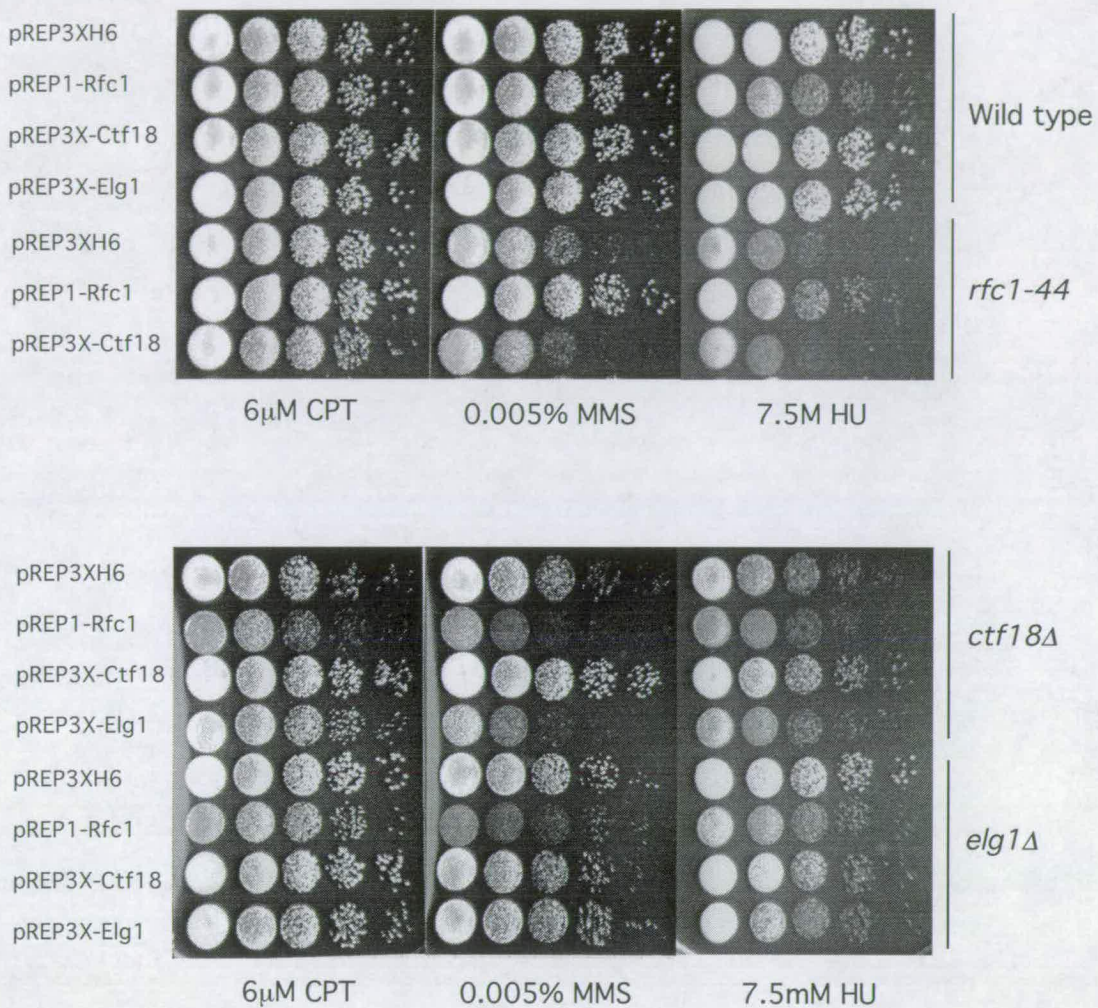 pREP3XH6
pREP1-Rfc1
pREP3X-Ctf18
pREP3X-Elg1
pREP3XH6
pREP1-Rfc1
pREP3X-Ctf18
Wild type
rfc1-44
6µM CPT 0.005% MMS 7.5M HU
pREP3XH6
pREP1-Rfc1
pREP3X-Ctf18
pREP3X-Elg1
pREP3XH6
pREP1-Rfc1
pREP3X-Ctf18
pREP3X-Elg1
ctf18Δ
elg1Δ
6µM CPT 0.005% MMS 7.5mM HU